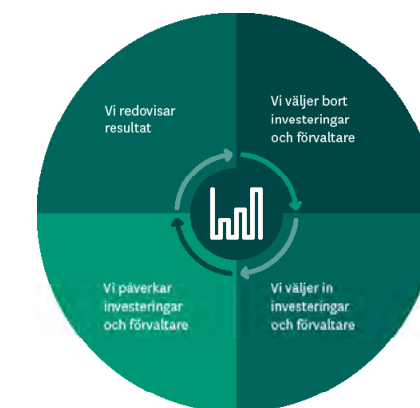 Vi redovisar
resultat
Vi väljer bort
investeringar
och förvaltare
Vi påverkar
investeringar
och förvaltare
Vi väljer in
investeringar
och förvaltare